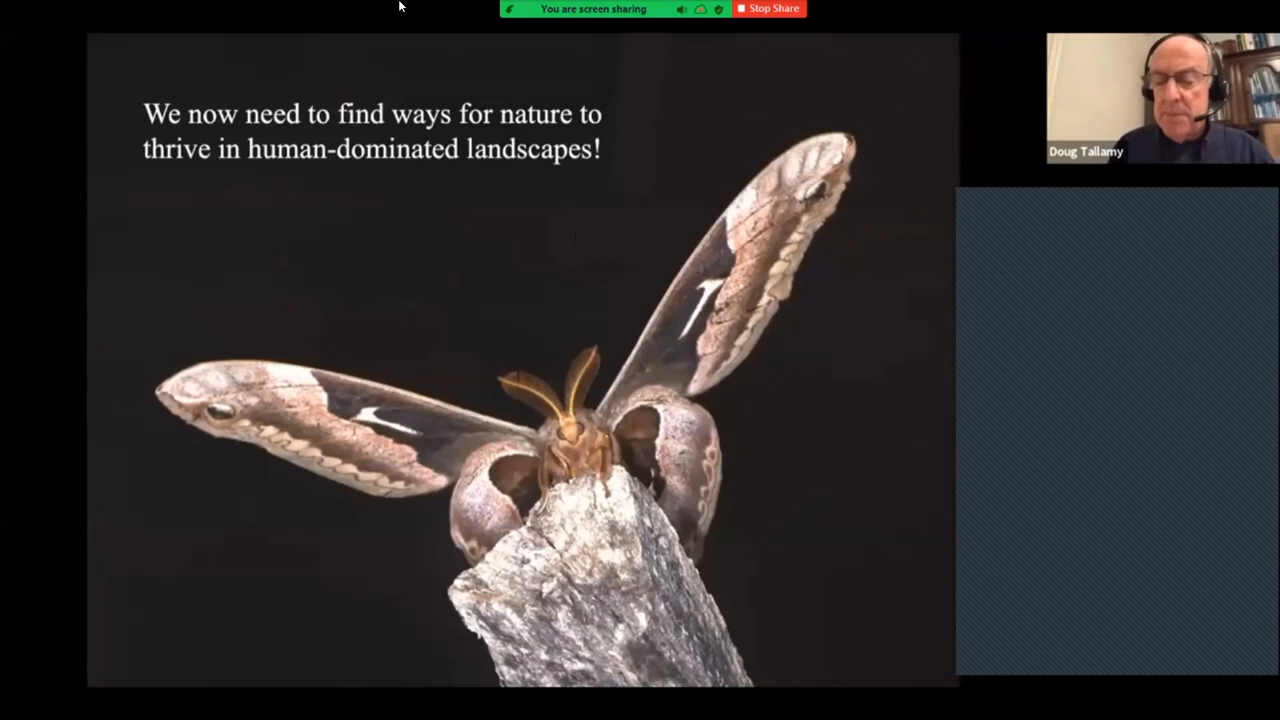 You are screen sharing
Stop Share
We now need to find ways for nature to
thrive in human-dominated landscapes!
Doug Tallamy